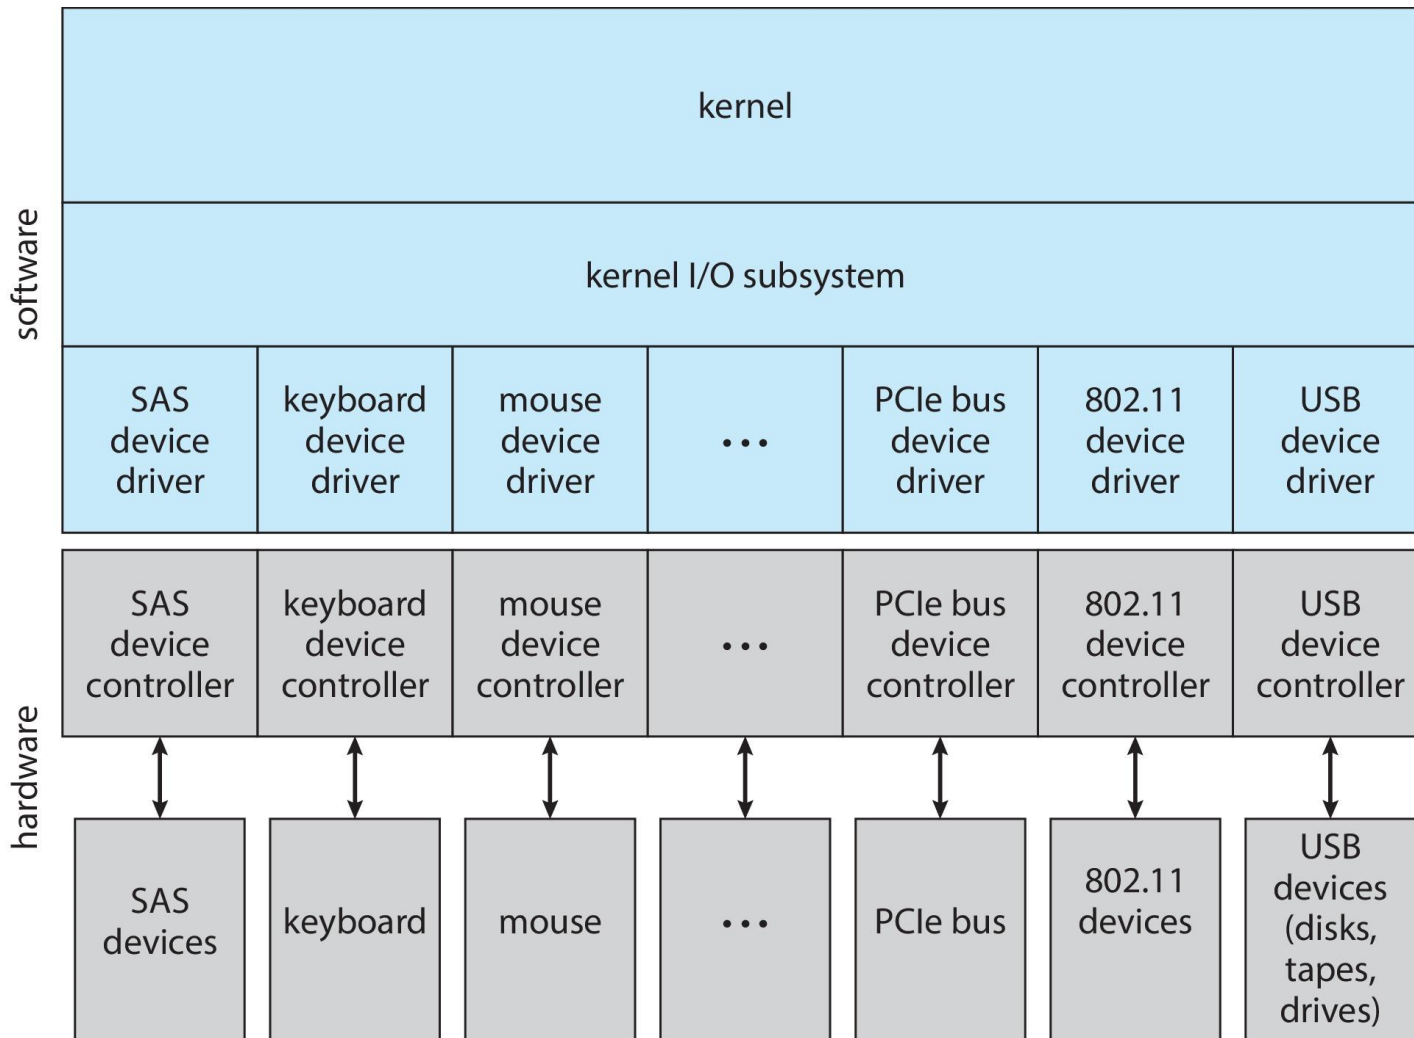 software
kernel
kernel I/O subsystem
SAS
device
driver
keyboard
device
driver
mouse
device
driver
...
PCIe bus
device
driver
802.11
device
driver
USB
device
driver
hardware
SAS
device
controller
keyboard
device
controller
mouse
device
controller
...
PCIe bus
device
controller
802.11
device
controller
USB
device
controller
SAS
devices
keyboard
mouse
...
PCIe bus
802.11
devices
USB
devices
(disks,
tapes,
drives)